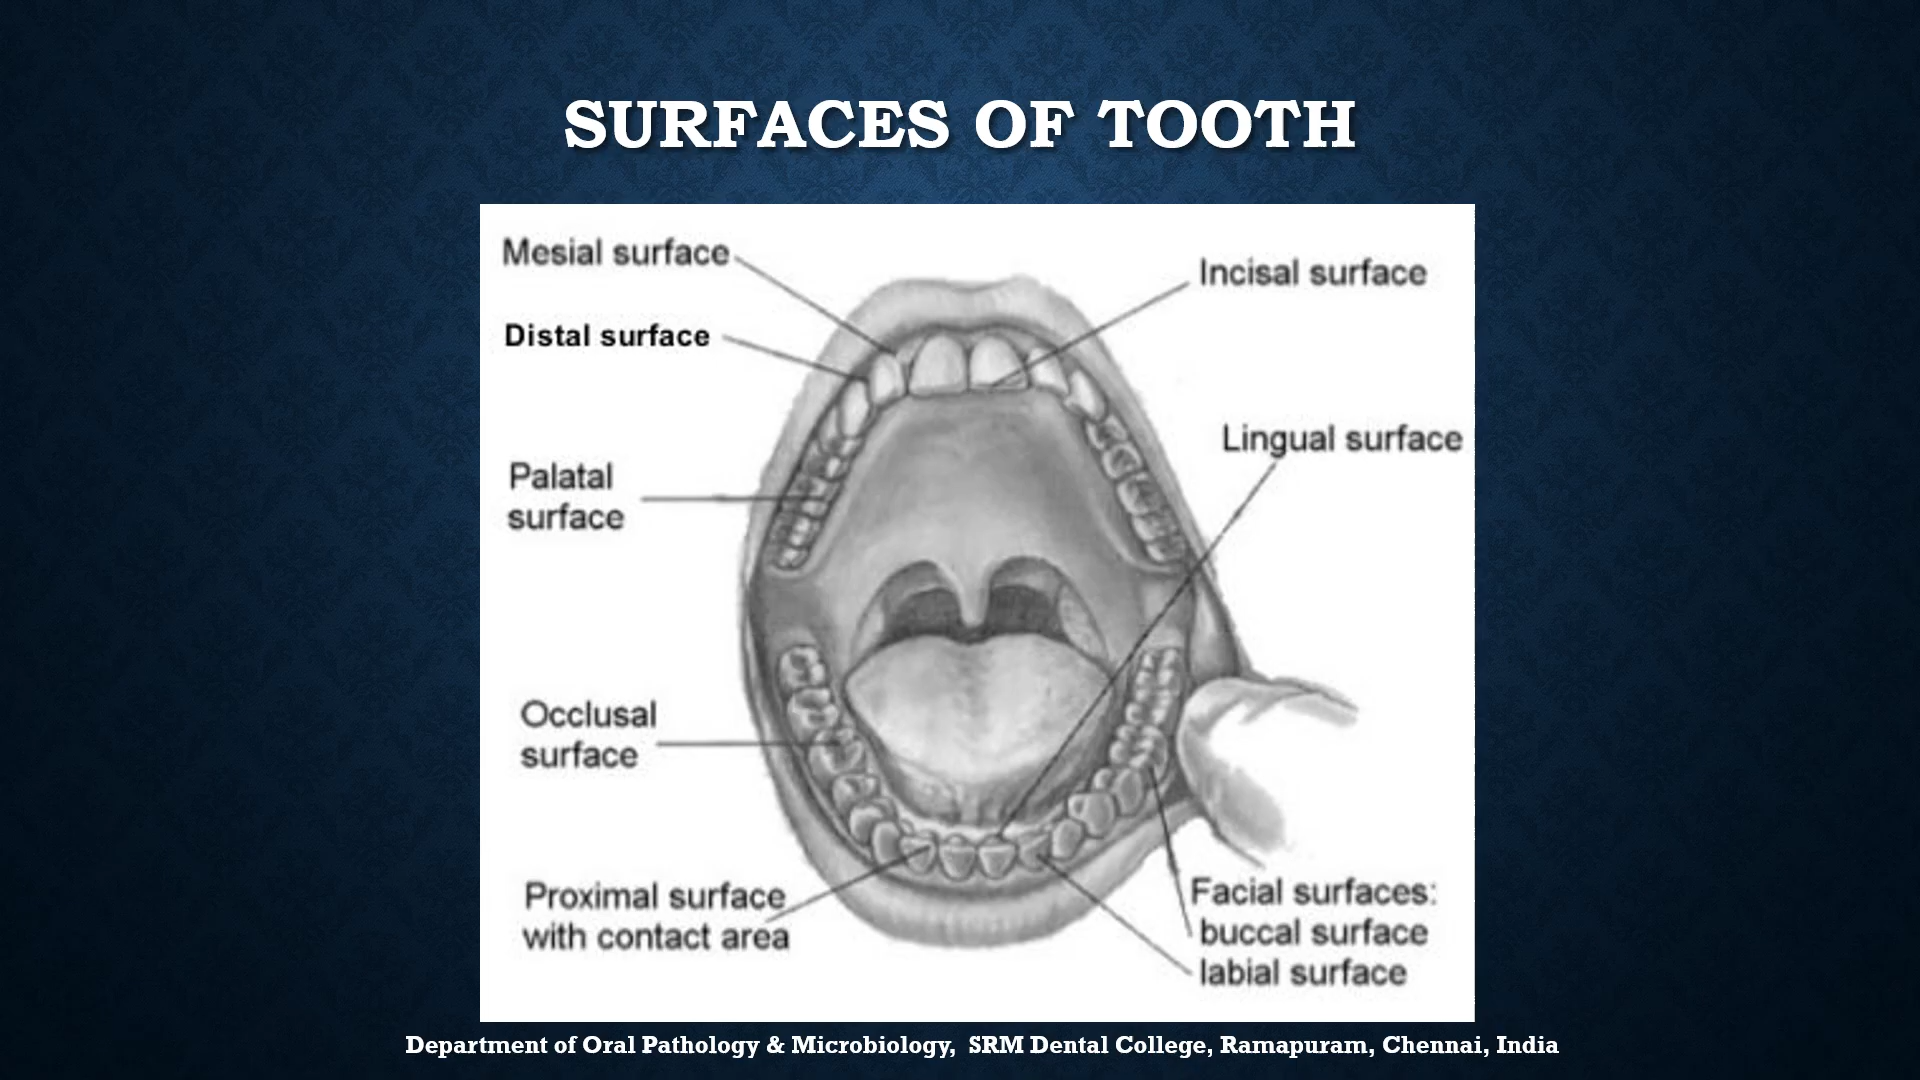 SURFACES OF TOOTH
Mesial surface
Incisal surface
Distal surface
Lingual surface
Palatal
surface
Occlusal
surface
Proximal surface
with contact area
Facial surfaces:
buccal surface
labial surface
Department of Oral Pathology & Microbiology, SRM Dental College, Ramapuram, Chennai, India